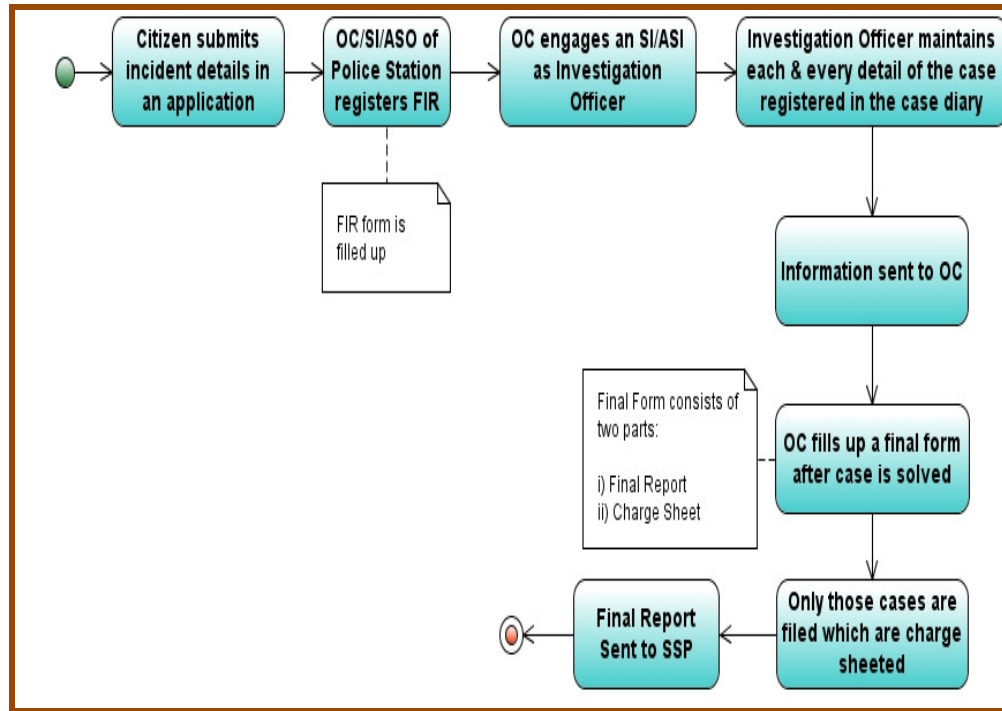 Citizen submits
incident details in
an application
OC/SI/ASO of
Police Station
registers FIR
OC engages an SI/ASI
as Investigation
Officer
Investigation Officer maintains
each & every detail of the case
registered in the case diary
FIR form is
filled up
Information sent to OC
Final Form consists of
two parts:
i) Final Report
ii) Charge Sheet
OC fills up a final form
after case is solved
Only those cases are
filed which are charge
sheeted
Final Report
Sent to SSP